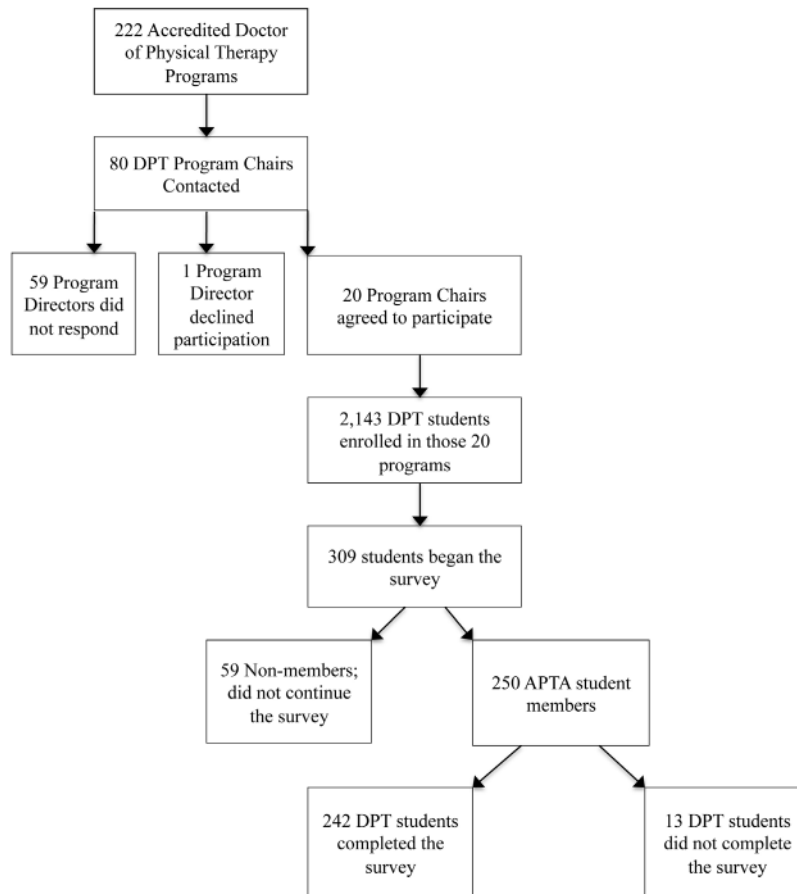 222 Accredited Doctor
of Physical Therapy
Programs
80 DPT Program Chairs
Contacted
59 Program
Directors did
not respond
1 Program
Director
declined
participation
20 Program Chairs
agreed to participate
2,143 DPT students
enrolled in those 20
programs
309 students began the
survey
59 Non-members;
did not continue
the survey
250 APTA student
members
242 DPT students
completed the
survey
13 DPT students
did not complete
the survey